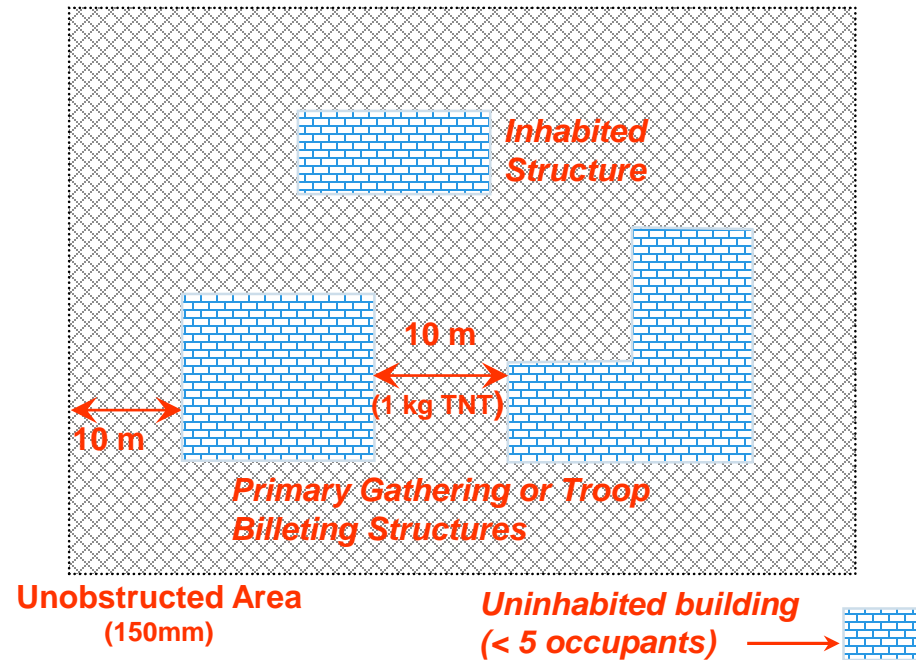 Inhabited
Structure
10 m
(1 kg TNT)
10 m
Primary Gathering or Troop
Billeting Structures
Unobstructed Area
(150mm)
Uninhabited building
(< 5 occupants)